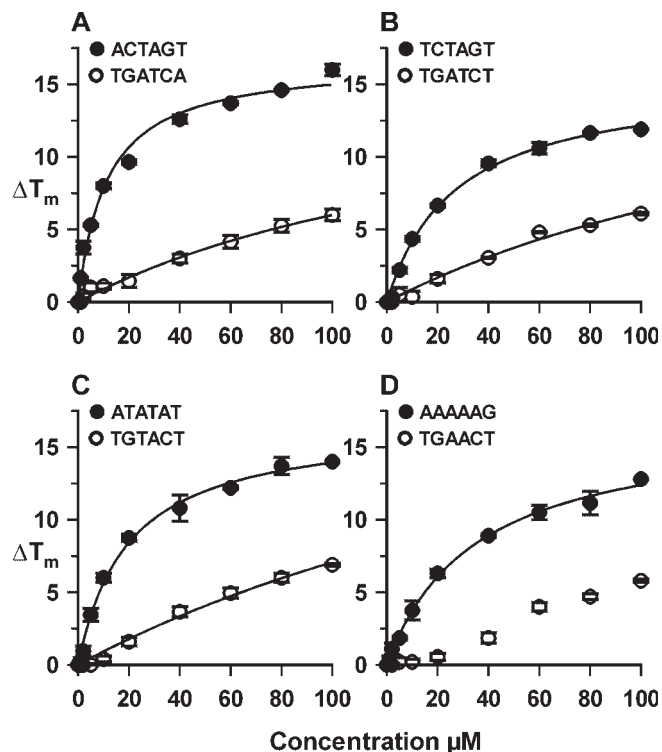 A
B
● ACTAGT
○ TGATCA
● TCTAGT
○ TGATCT
15
10
ΔTm
5
0
0 20 40 60 80 100
15
10
5
0
0 20 40 60 80 100
C
D
● ATATAT
○ TGTACT
● AAAAAG
○ TGAACT
15
10
ΔTm
5
0
0 20 40 60 80 100
15
10
5
0
0 20 40 60 80 100
Concentration µM